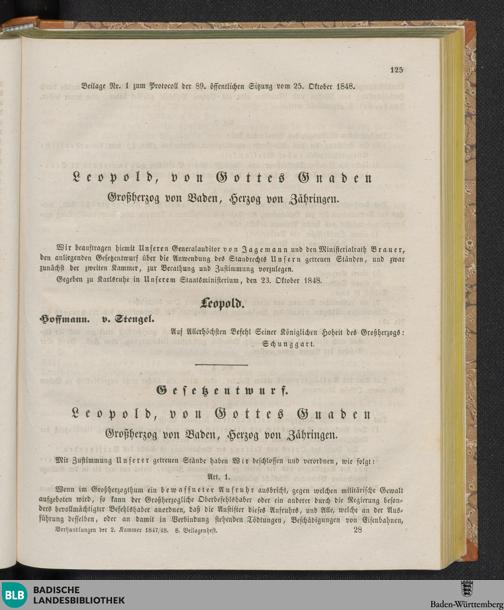 125
Beilage Nr. 1 zum Protocoll der 89. öffentlichen Sitzung vom 25. Oktober 1848.
Leopold, von Gottes Gnaden
Großherzog von Baden, Herzog von Zähringen.
Wir beauftragen hiemit Unseren Generalauditor von Jagemann und den Ministerialrath Brauer,
den anliegenden Gesetzentwurf über die Anwendung des Standrechts Unsern getreuen Ständen, und zwar
zunächst der zweiten Kammer, zur Berathung und Zustimmung vorzulegen.
Gegeben zu Karlsruhe in Unserem Staatsministerium, den 23. Oktober 1848.
Leopold.
Hoffmann. v. Stengel.
Auf Allerhöchsten Befehl Seiner Königlichen Hoheit des Großherzogs:
Schunggart.
Gesetzentwurf.
Leopold, von Gottes Gnaden
Großherzog von Baden, Herzog von Zähringen.
Mit Zustimmung Unserer getreuen Stände haben Wir beschlossen und verordnen, wie folgt:
Art. 1.
Wenn im Großherzogthum ein bewaffneter Aufruhr ausbricht, gegen welchen militärische Gewalt
aufgeboten wird, so kann der Großherzogliche Oberbefehlshaber oder ein anderer durch die Regierung beson-
ders bevollmächtigter Befehlshaber anordnen, daß die Anstifter dieses Aufruhrs, und Alle, welche an der Aus-
führung desselben, oder an damit in Verbindung stehenden Tödtungen, Beschädigungen von Eisenbahnen,
Verhandlungen der 2. Kammer 1847/48. 8. Beilagenheft. 28
BLB BADISCHE
LANDESBIBLIOTHEK
Baden-Württemberg